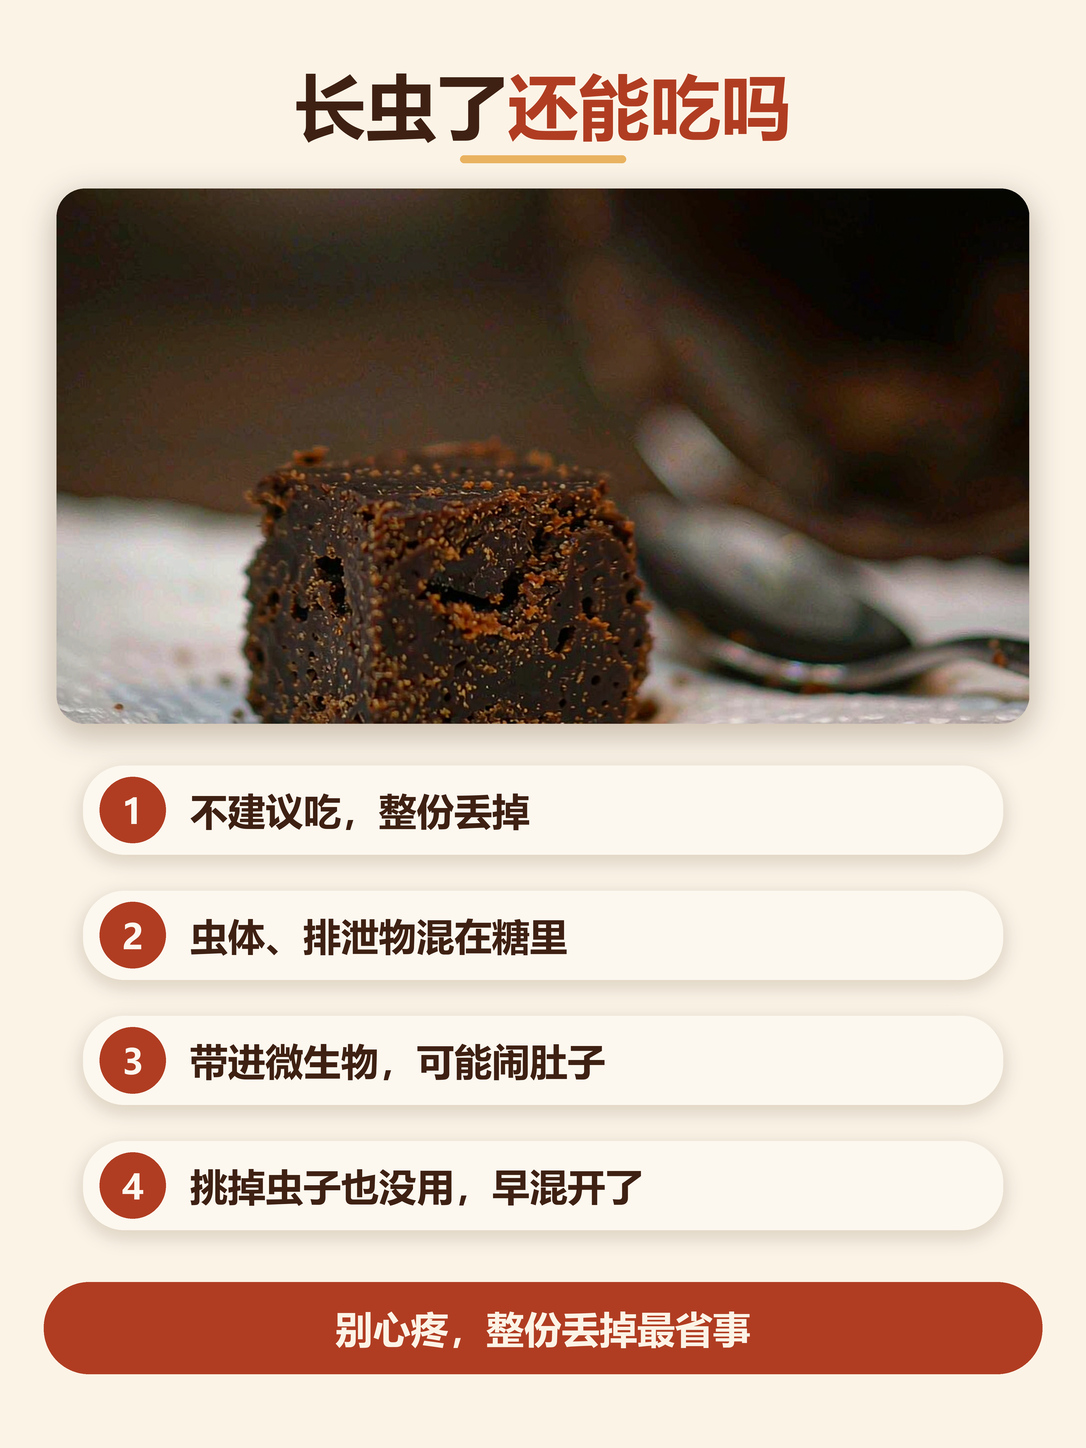 长虫了还能吃吗
1 不建议吃，整份丢掉
2 虫体、排泄物混在糖里
3 带进微生物，可能闹肚子
4 挑掉虫子也没用，早混开了
别心疼，整份丢掉最省事